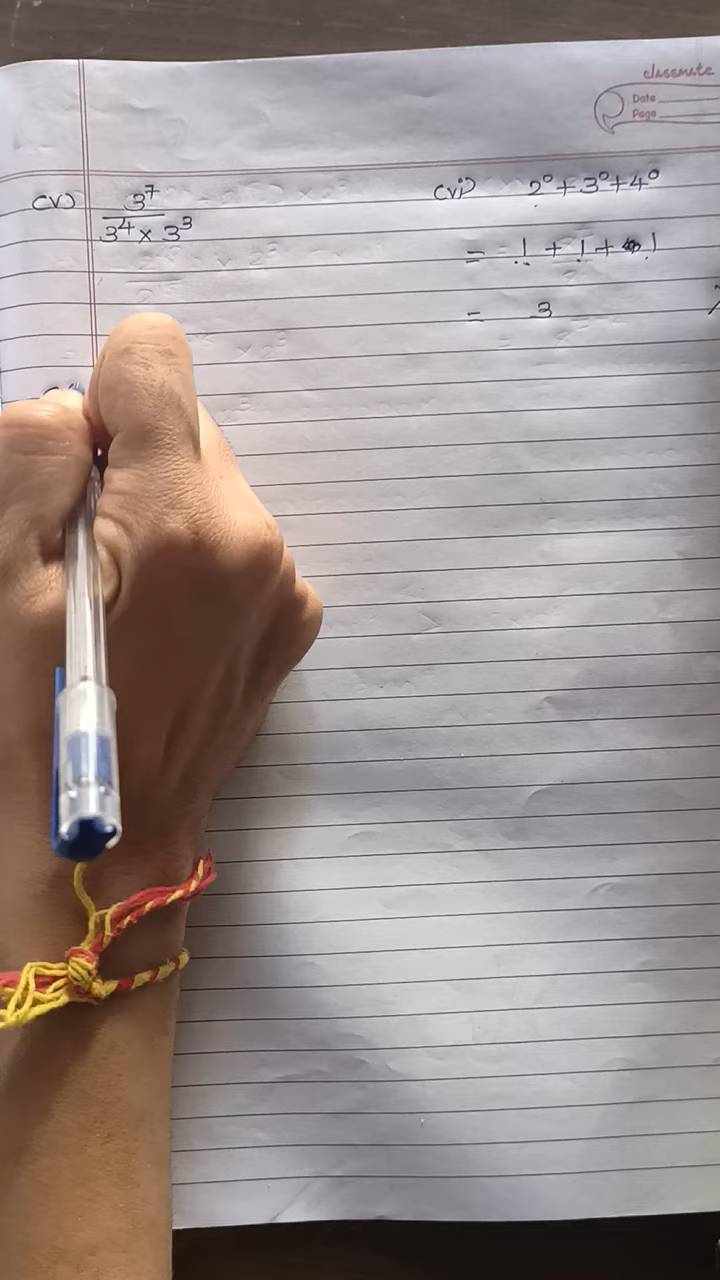 classmate
Date
Page
(v) 3⁷
3⁴ × 3³
(vi) 2⁰ + 3⁰ + 4⁰
= 1 + 1 + 1
= 3